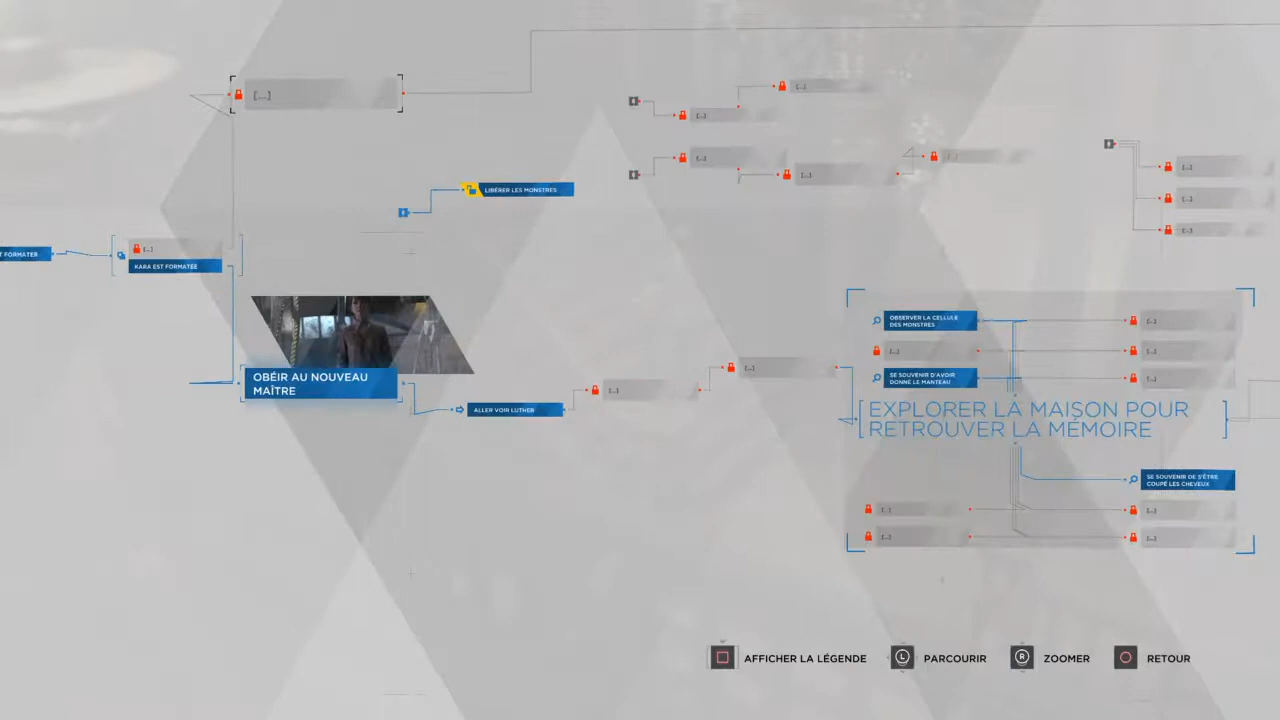 [...]
[...]
[...]
[...]
LIBÉRER LES MONSTRES
[...]
[...]
[...]
[...]
[...]
T FORMATER
[...]
KARA EST FORMATÉE
OBÉIR AU NOUVEAU
MAÎTRE
ALLER VOIR LUTHER
[...]
[...]
OBSERVER LA CELLULE
DES MONSTRES
[...]
[...]
[...]
SE SOUVENIR D'AVOIR
DONNÉ LE MANTEAU
[...]
EXPLORER LA MAISON POUR
RETROUVER LA MÉMOIRE
SE SOUVENIR DE S'ÊTRE
COUPÉ LES CHEVEUX
[...]
[...]
[...]
[...]
AFFICHER LA LÉGENDE
L
PARCOURIR
R
ZOOMER
RETOUR